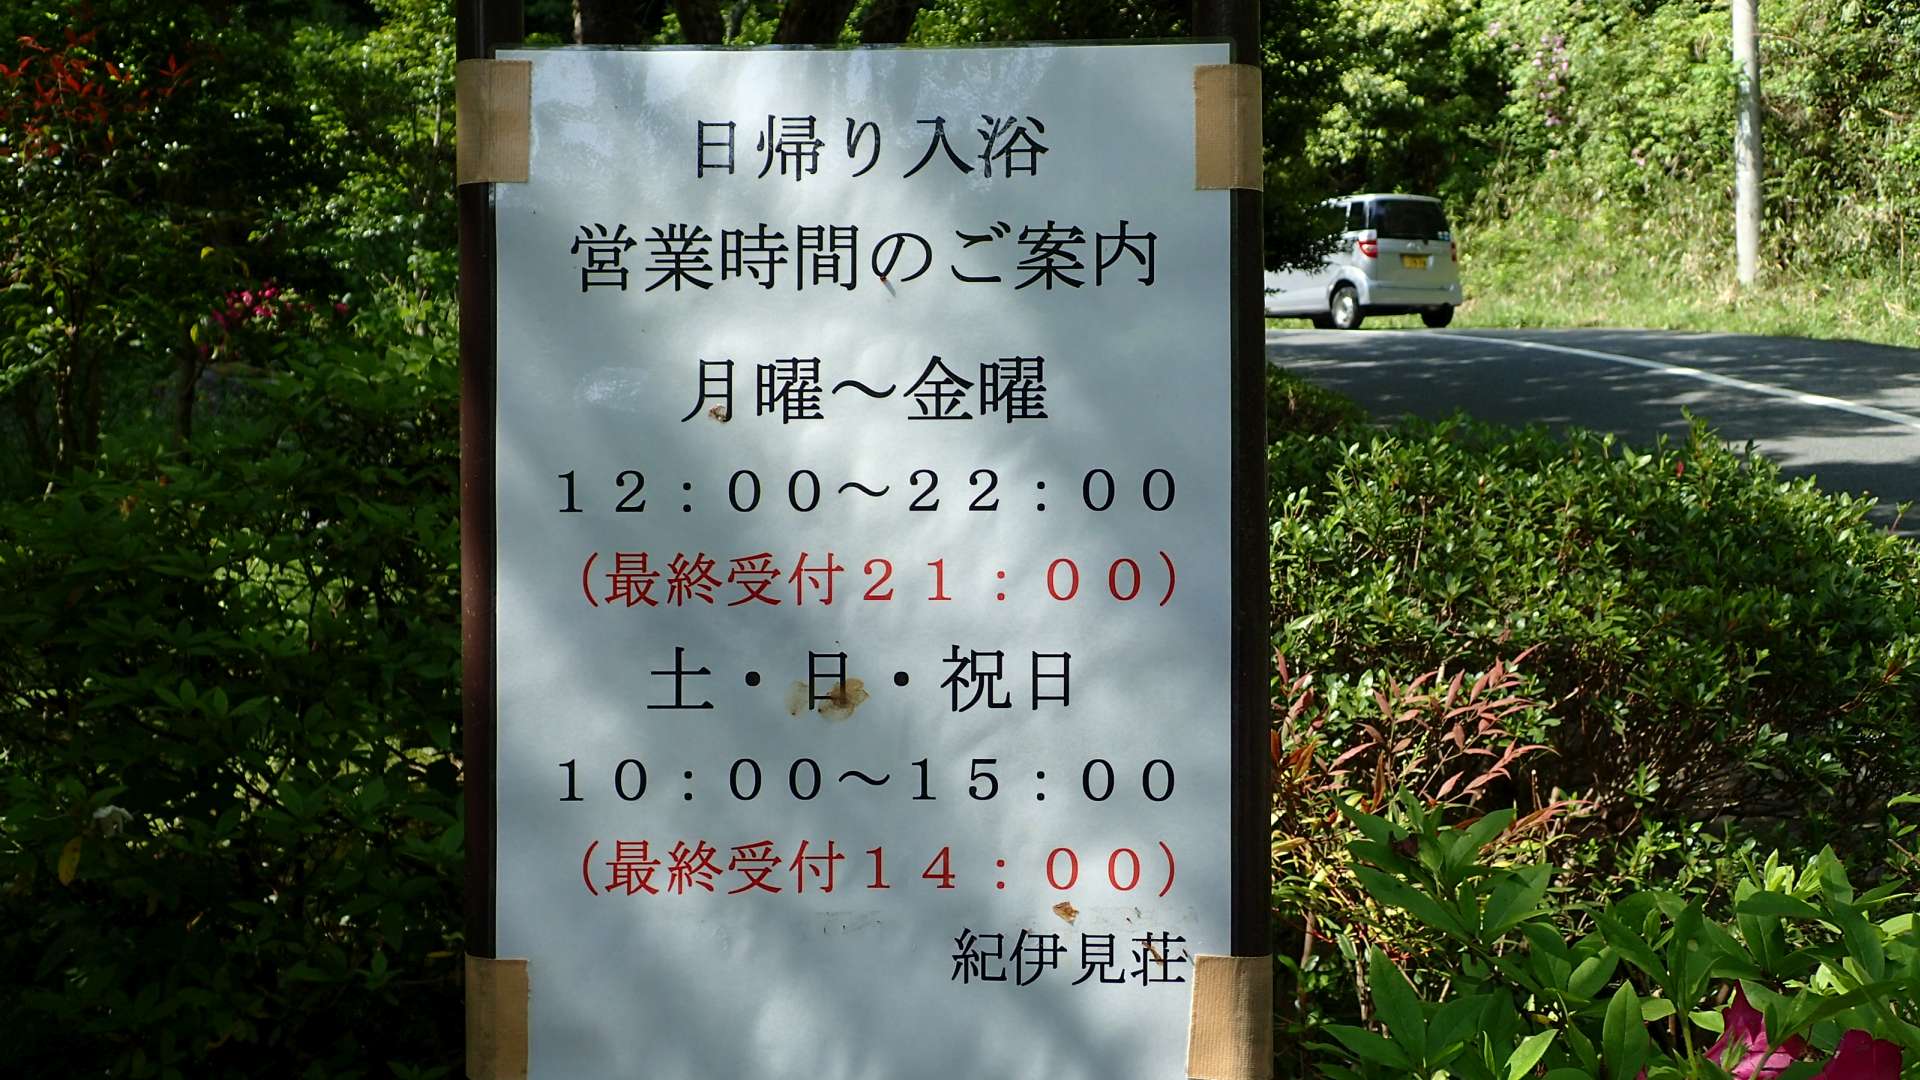 日帰り入浴
営業時間のご案内
月曜～金曜
１２：００～２２：００
（最終受付２１：００）
土・日・祝日
１０：００～１５：００
（最終受付１４：００）
紀伊見荘